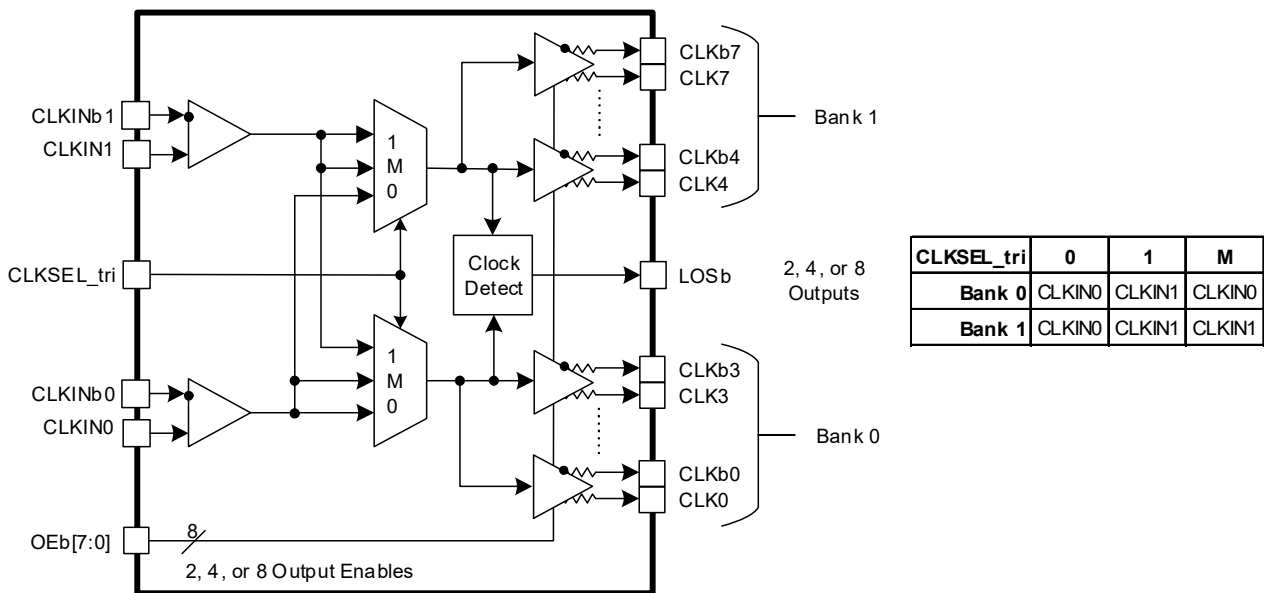 CLKINb1
CLKIN1
CLKSEL_tri
CLKINb0
CLKIN0
OEb[7:0]
8
2, 4, or 8 Output Enables
1
M
0
1
M
0
Clock
Detect
CLKb7
CLK7
CLKb4
CLK4
LOSb
CLKb3
CLK3
CLKb0
CLK0
Bank 1
2, 4, or 8
Outputs
Bank 0
CLKSEL_tri 0 1 M
Bank 0 CLKIN0 CLKIN1 CLKIN0
Bank 1 CLKIN0 CLKIN1 CLKIN1